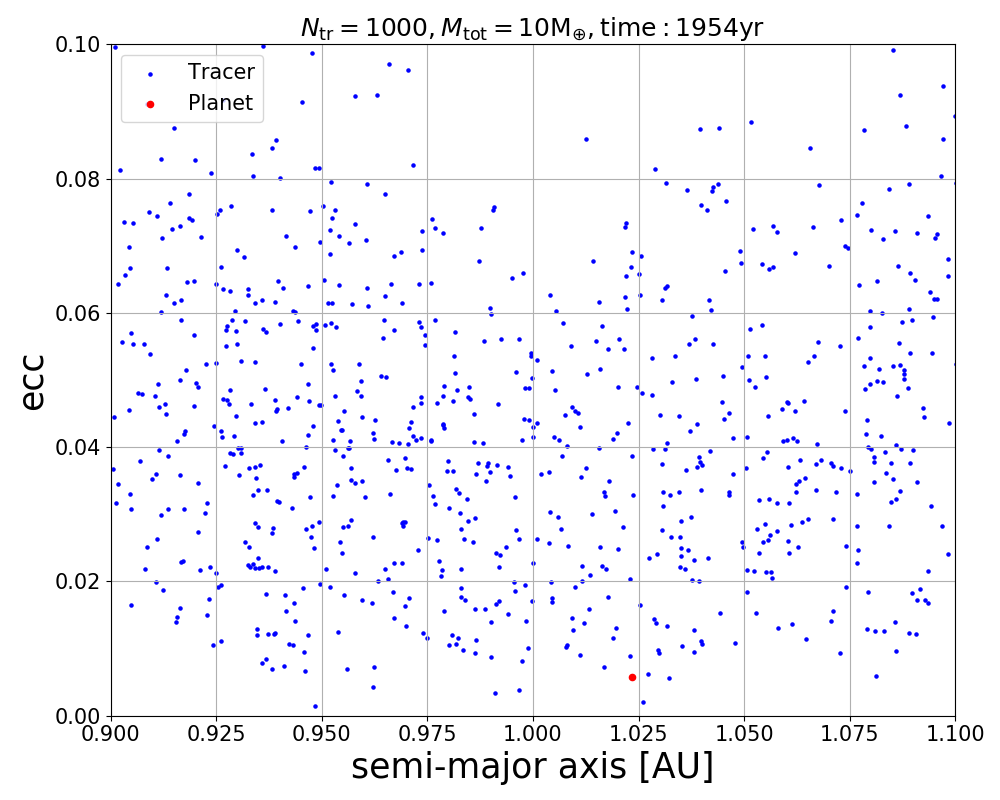 N_tr = 1000, M_tot = 10M_⊕, time : 1954yr
Tracer
Planet
ecc
0.10
0.08
0.06
0.04
0.02
0.00
0.900 0.925 0.950 0.975 1.000 1.025 1.050 1.075 1.100
semi-major axis [AU]